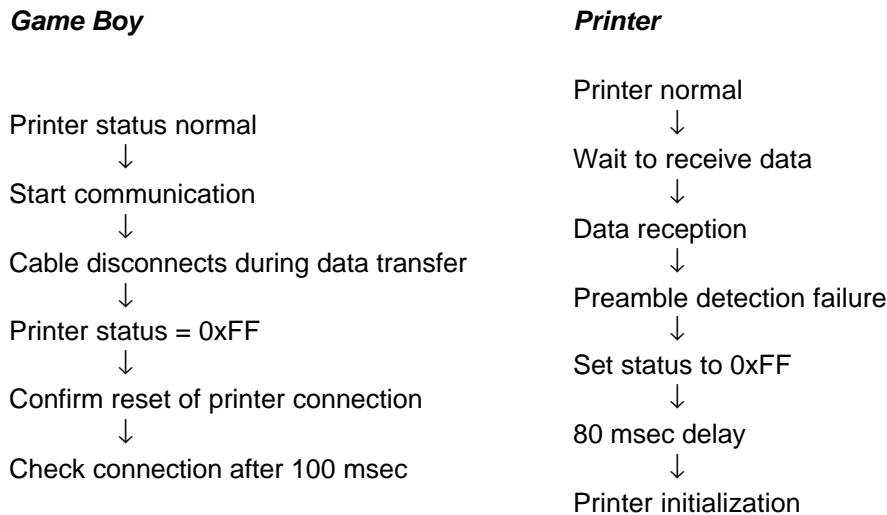 Game Boy
Printer status normal
↓
Start communication
↓
Cable disconnects during data transfer
↓
Printer status = 0xFF
↓
Confirm reset of printer connection
↓
Check connection after 100 msec
Printer
Printer normal
↓
Wait to receive data
↓
Data reception
↓
Preamble detection failure
↓
Set status to 0xFF
↓
80 msec delay
↓
Printer initialization